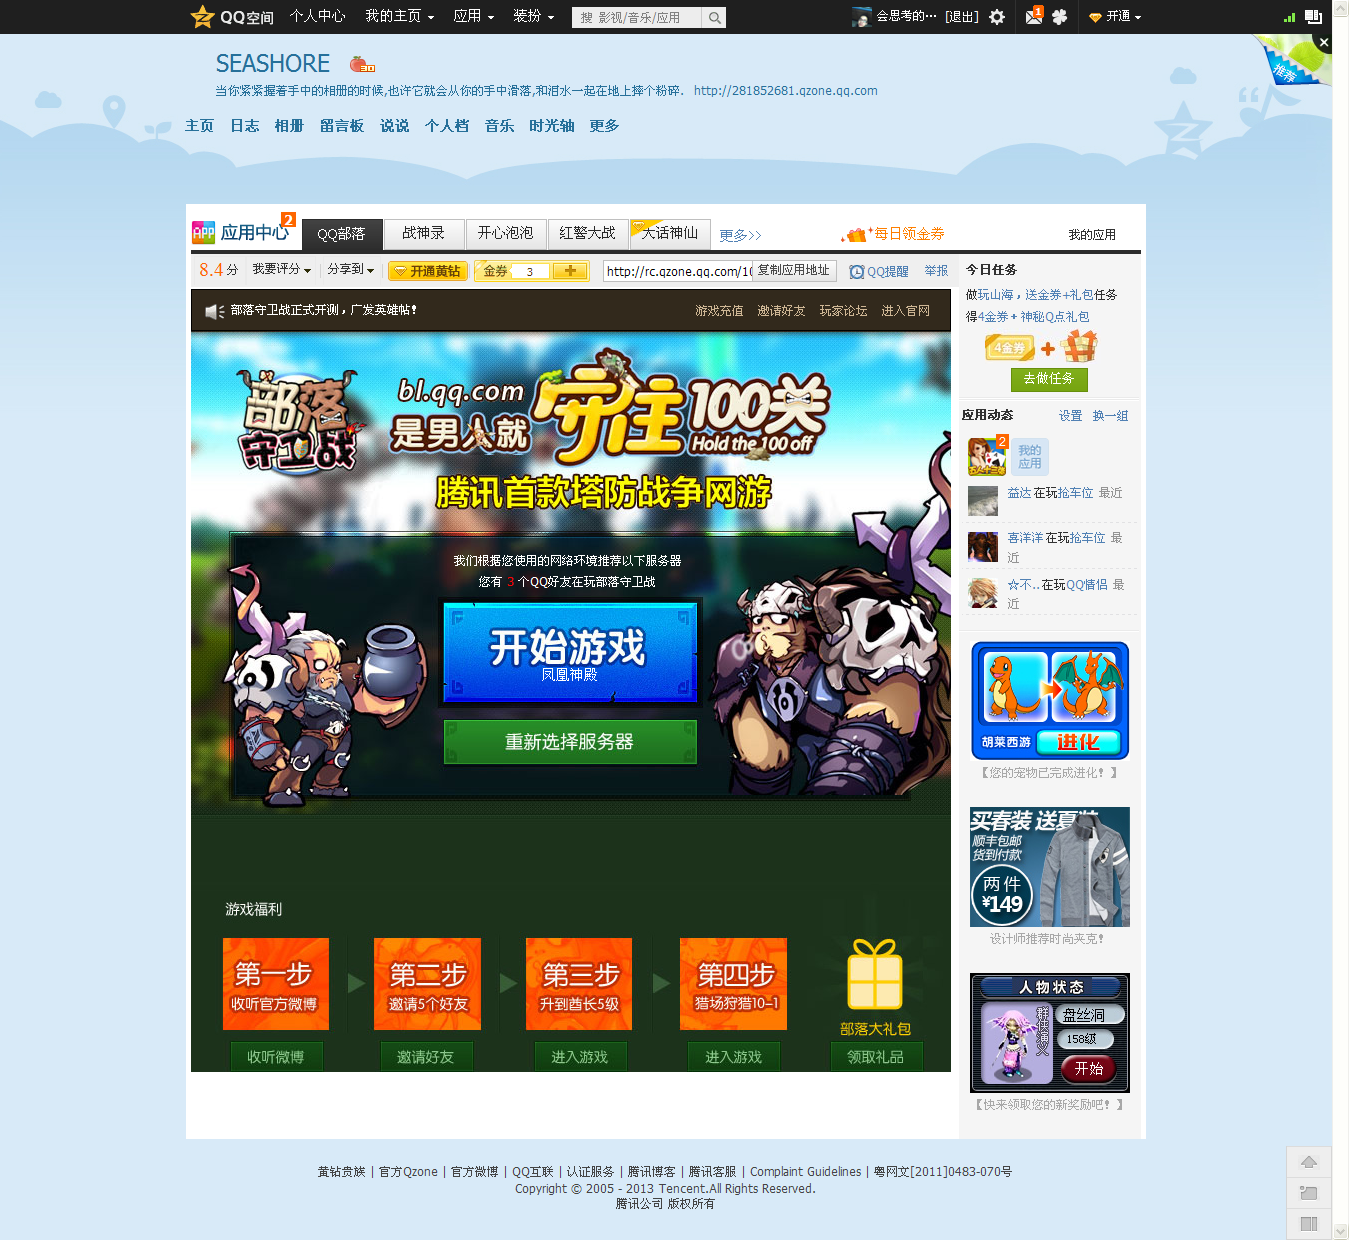 QQ空间 个人中心 我的主页 应用 装扮 搜 影视/音乐/应用 会思考的… [退出] 1 开通
推荐
SEASHORE
当你紧紧握着手中的相册的时候,也许它就会从你的手中滑落,和泪水一起在地上摔个粉碎. http://281852681.qzone.qq.com
主页 日志 相册 留言板 说说 个人档 音乐 时光轴 更多
APP 应用中心 2 QQ部落 战神录 开心泡泡 红警大战 大话神仙 更多>> 每日领金券 我的应用
8.4 分 我要评分 分享到 开通黄钻 金券 3 + http://rc.qzone.qq.com/10 复制应用地址 QQ提醒 举报
部落守卫战正式开测，广发英雄帖！ 游戏充值 邀请好友 玩家论坛 进入官网
部落守卫战
bl.qq.com
是男人就守住100关
Hold the 100 off
腾讯首款塔防战争网游
我们根据您使用的网络环境推荐以下服务器
您有 3 个QQ好友在玩部落守卫战
开始游戏
凤凰神殿
重新选择服务器
游戏福利
第一步 第二步 第三步 第四步
收听官方微博 邀请5个好友 升到酋长5级 猎场狩猎10-1
部落大礼包
收听微博 邀请好友 进入游戏 进入游戏 领取礼品
今日任务
做玩山海，送金券+礼包任务
得4金券 + 神秘Q点礼包
4金券 +
去做任务
应用动态 设置 换一组
2 我的
应用
益达 在玩抢车位 最近
喜洋洋 在玩抢车位 最
近
☆不.. 在玩QQ情侣 最
近
胡莱西游 进化
【您的宠物已完成进化！】
买春装 送夏装
顺丰包邮
货到付款
两件
¥149
设计师推荐时尚夹克！
人物状态
群侠演义
盘丝洞
158级
开始
【快来领取您的新奖励吧！】
黄钻贵族 | 官方Qzone | 官方微博 | QQ互联 | 认证服务 | 腾讯博客 | 腾讯客服 | Complaint Guidelines | 粤网文[2011]0483-070号
Copyright © 2005 - 2013 Tencent.All Rights Reserved.
腾讯公司 版权所有